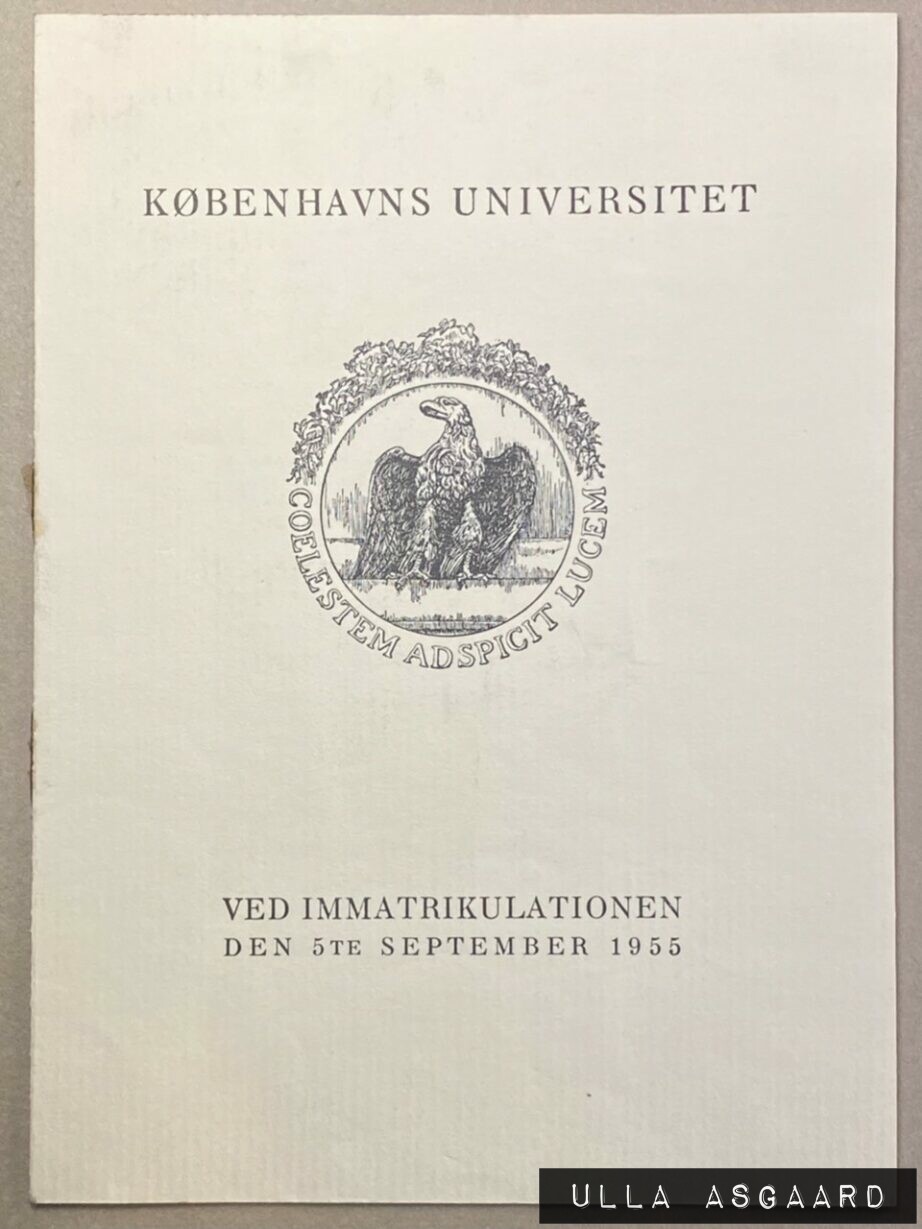 KØBENHAVNS UNIVERSITET
COELESTEM ADSPICIT LUCEM
VED IMMATRIKULATIONEN
DEN 5TE SEPTEMBER 1955
ULLA ASGAARD